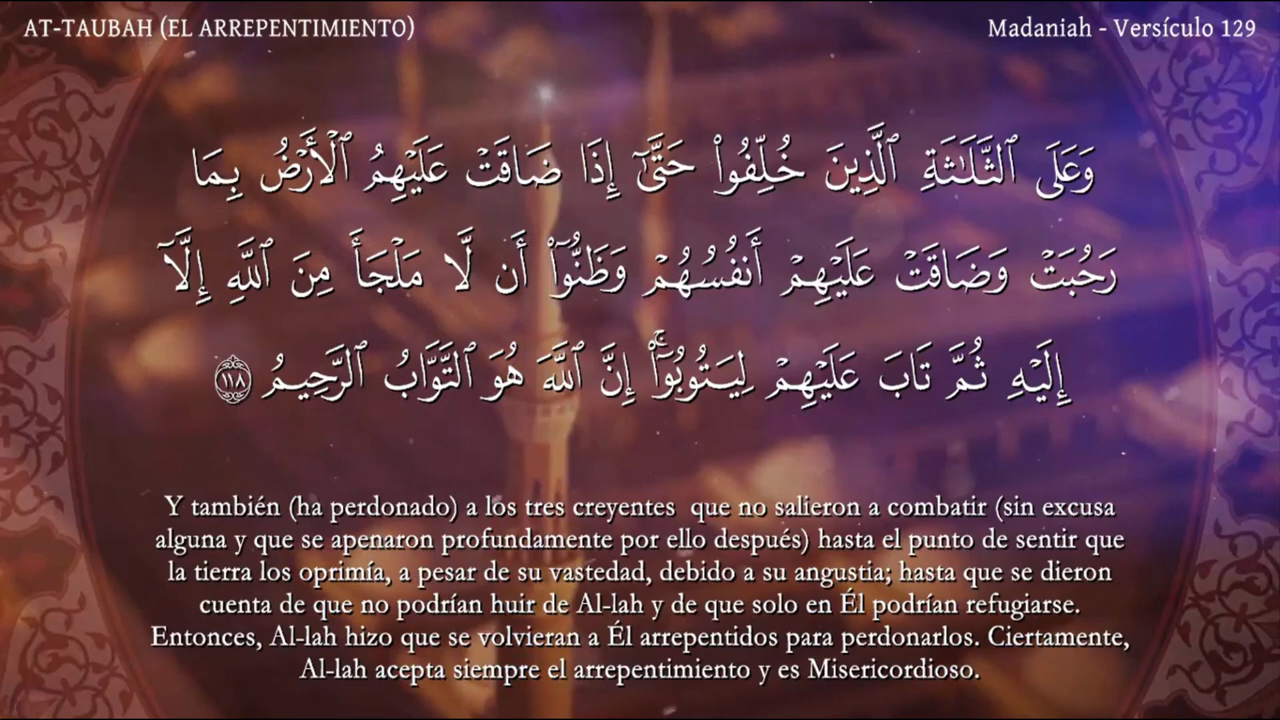 AT-TAUBAH (EL ARREPENTIMIENTO)
Madaniah - Versículo 129
وَعَلَى ٱلثَّلَـٰثَةِ ٱلَّذِينَ خُلِّفُوا۟ حَتَّىٰٓ إِذَا ضَاقَتْ عَلَيْهِمُ ٱلْأَرْضُ بِمَا
رَحُبَتْ وَضَاقَتْ عَلَيْهِمْ أَنفُسُهُمْ وَظَنُّوٓا۟ أَن لَّا مَلْجَأَ مِنَ ٱللَّهِ إِلَّآ
إِلَيْهِ ثُمَّ تَابَ عَلَيْهِمْ لِيَتُوبُوٓا۟ ۚ إِنَّ ٱللَّهَ هُوَ ٱلتَّوَّابُ ٱلرَّحِيمُ ١١٨
Y también (ha perdonado) a los tres creyentes que no salieron a combatir (sin excusa
alguna y que se apenaron profundamente por ello después) hasta el punto de sentir que
la tierra los oprimía, a pesar de su vastedad, debido a su angustia; hasta que se dieron
cuenta de que no podrían huir de Al-lah y de que solo en Él podrían refugiarse.
Entonces, Al-lah hizo que se volvieran a Él arrepentidos para perdonarlos. Ciertamente,
Al-lah acepta siempre el arrepentimiento y es Misericordioso.